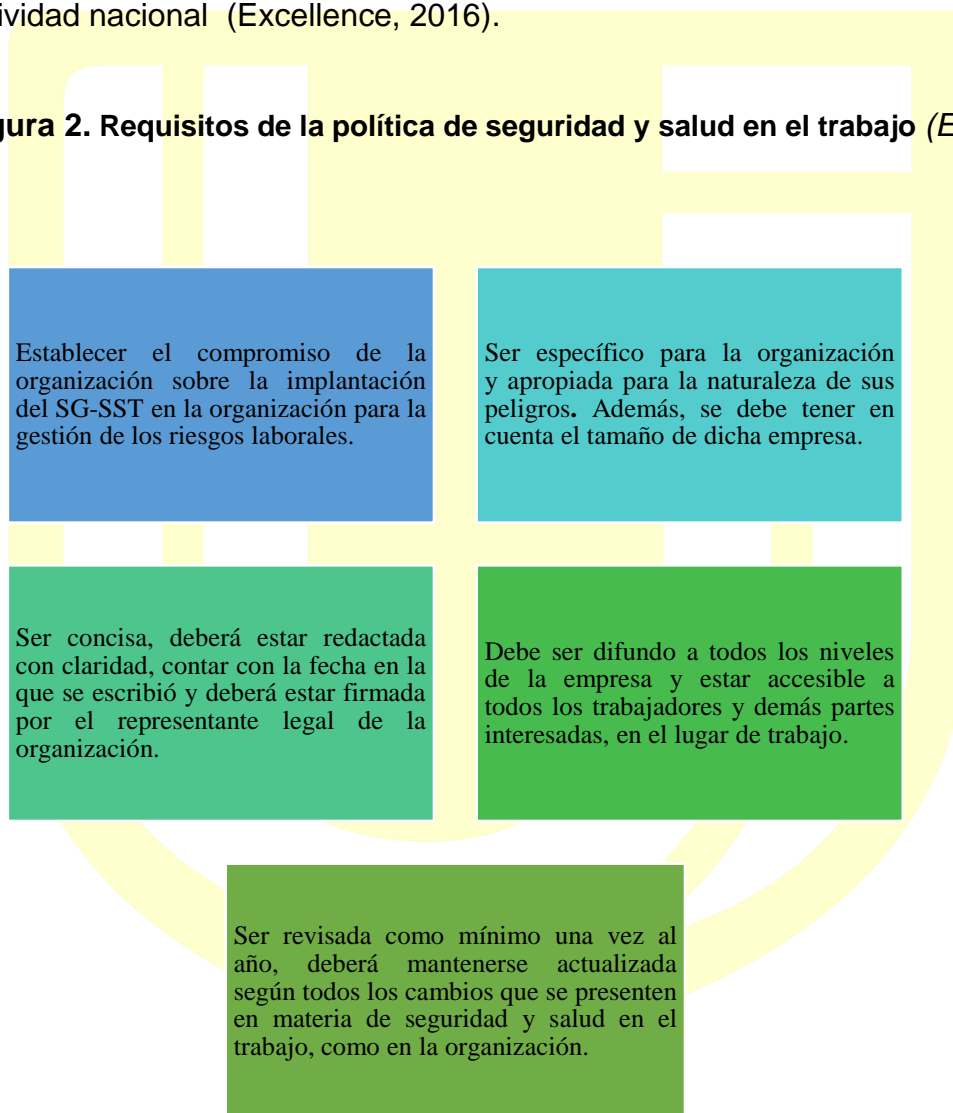 ividad nacional (Excellence, 2016).
gura 2. Requisitos de la política de seguridad y salud en el trabajo (E
Establecer el compromiso de la
organización sobre la implantación
del SG-SST en la organización para la
gestión de los riesgos laborales.
Ser específico para la organización
y apropiada para la naturaleza de sus
peligros. Además, se debe tener en
cuenta el tamaño de dicha empresa.
Ser concisa, deberá estar redactada
con claridad, contar con la fecha en la
que se escribió y deberá estar firmada
por el representante legal de la
organización.
Debe ser difundo a todos los niveles
de la empresa y estar accesible a
todos los trabajadores y demás partes
interesadas, en el lugar de trabajo.
Ser revisada como mínimo una vez al
año, deberá mantenerse actualizada
según todos los cambios que se presenten
en materia de seguridad y salud en el
trabajo, como en la organización.